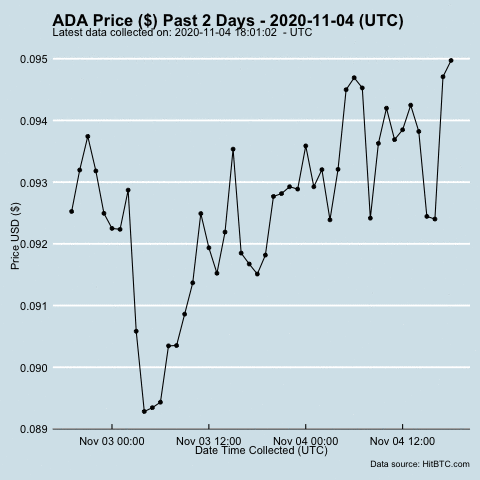 ADA Price ($) Past 2 Days - 2020-11-04 (UTC)
Latest data collected on: 2020-11-04 18:01:02 - UTC
0.095
0.094
0.093
0.092
0.091
0.090
0.089
Price USD ($)
Nov 03 00:00 Nov 03 12:00 Nov 04 00:00 Nov 04 12:00
Date Time Collected (UTC)
Data source: HitBTC.com